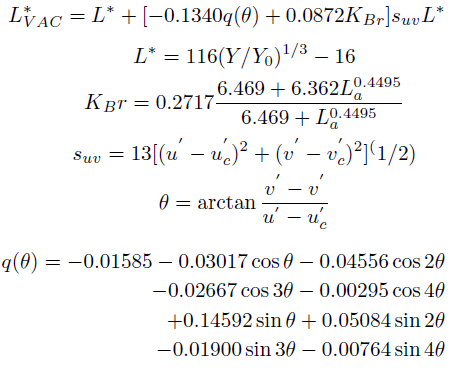 L*_{VAC} = L* + [−0.1340q(θ) + 0.0872K_{Br}]s_{uv}L*
L* = 116(Y/Y_0)^{1/3} − 16
K_Br = 0.2717 \frac{6.469 + 6.362L_a^{0.4495}}{6.469 + L_a^{0.4495}}
s_{uv} = 13[(u' − u'_c)^2 + (v' − v'_c)^2]^(1/2)
θ = arctan \frac{v' − v'}{u' − u'_c}
q(θ) = −0.01585 − 0.03017 cos θ − 0.04556 cos 2θ
−0.02667 cos 3θ − 0.00295 cos 4θ
+0.14592 sin θ + 0.05084 sin 2θ
−0.01900 sin 3θ − 0.00764 sin 4θ